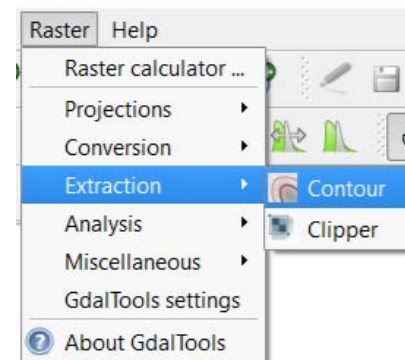 Raster Help
Raster calculator ...
Projections
Conversion
Extraction
Contour
Analysis
Clipper
Miscellaneous
GdalTools settings
About GdalTools